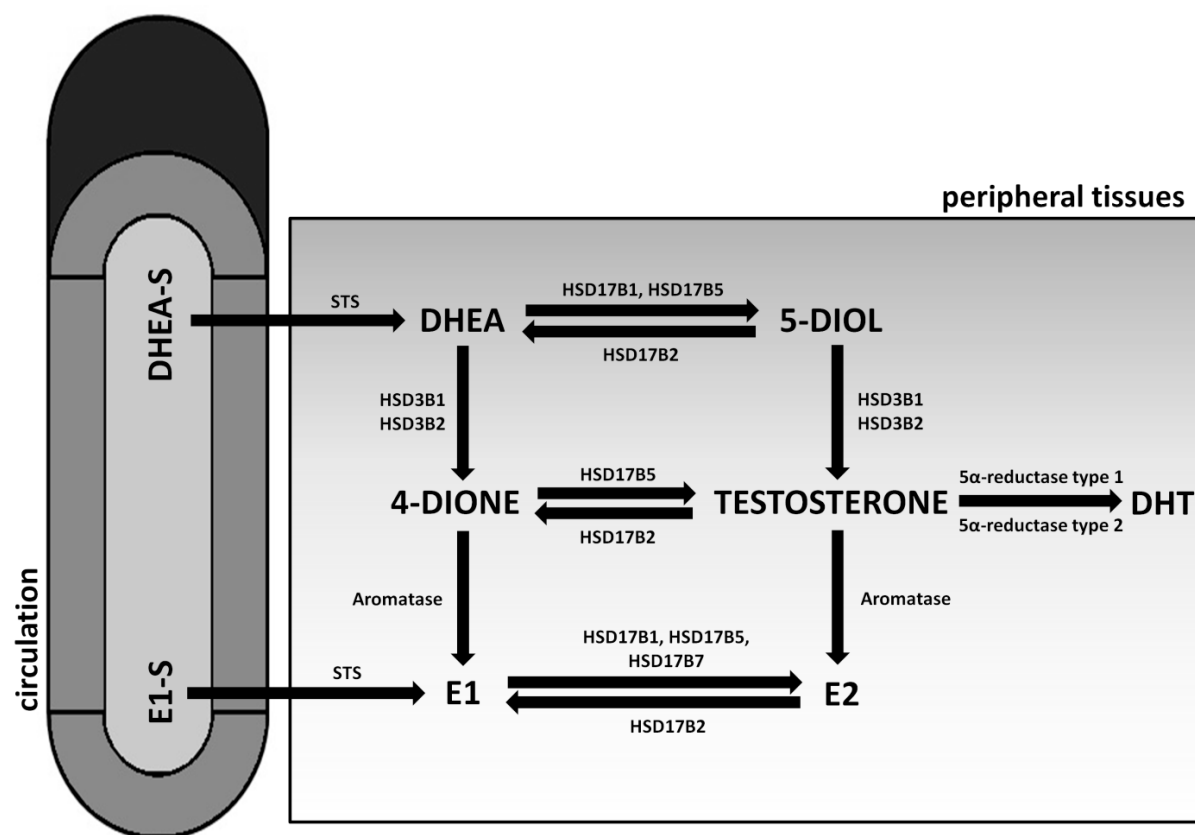 peripheral tissues
circulation
DHEA-S
STS
DHEA
HSD17B1, HSD17B5
HSD17B2
5-DIOL
HSD3B1
HSD3B2
HSD3B1
HSD3B2
4-DIONE
HSD17B5
HSD17B2
TESTOSTERONE
5α-reductase type 1
5α-reductase type 2
DHT
Aromatase
Aromatase
E1-S
STS
E1
HSD17B1, HSD17B5,
HSD17B7
HSD17B2
E2